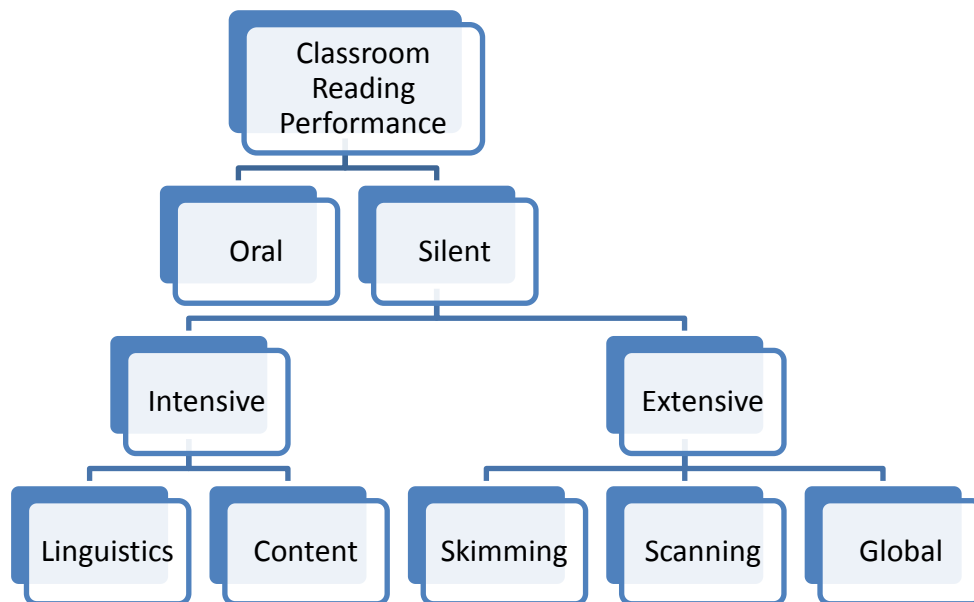 Classroom
Reading
Performance
Oral
Silent
Intensive
Extensive
Linguistics
Content
Skimming
Scanning
Global